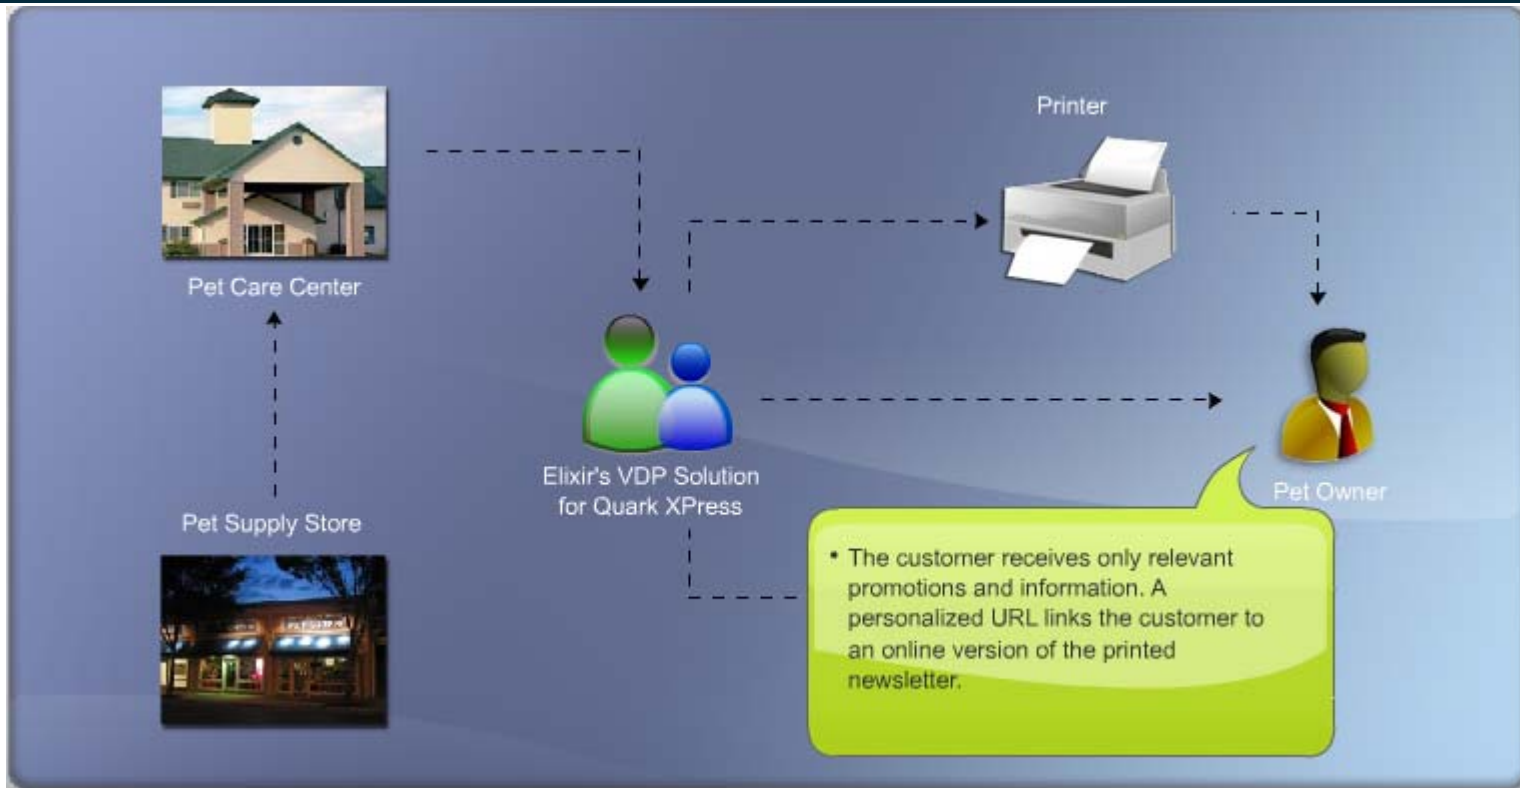 Printer
Pet Care Center
Pet Supply Store
Elixir's VDP Solution
for Quark XPress
Pet Owner
• The customer receives only relevant
promotions and information. A
personalized URL links the customer to
an online version of the printed
newsletter.